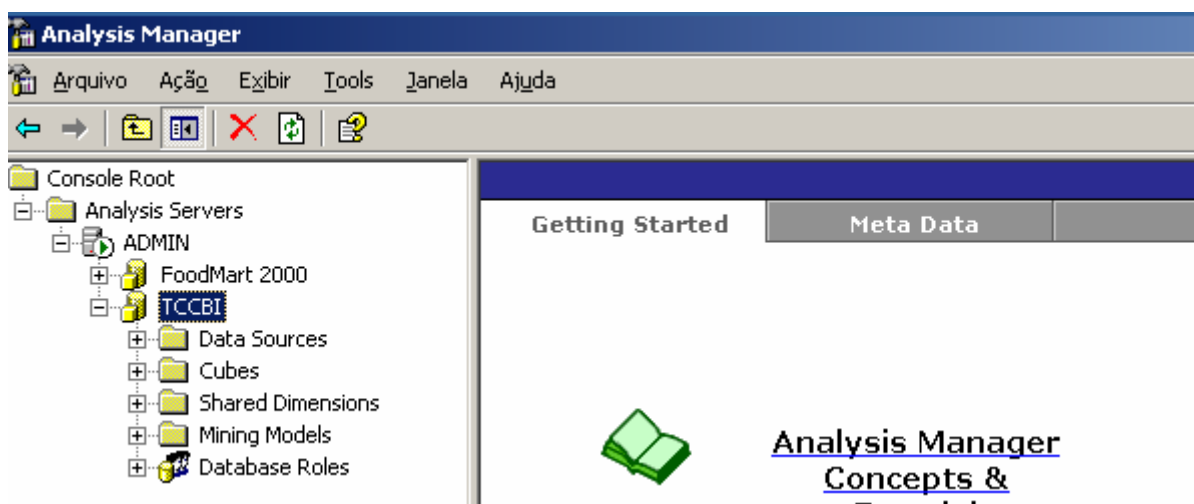 Analysis Manager
Arquivo Ação Exibir Tools Janela Ajuda
Console Root
Analysis Servers
ADMIN
FoodMart 2000
TCCBI
Data Sources
Cubes
Shared Dimensions
Mining Models
Database Roles
Getting Started Meta Data
Analysis Manager
Concepts &